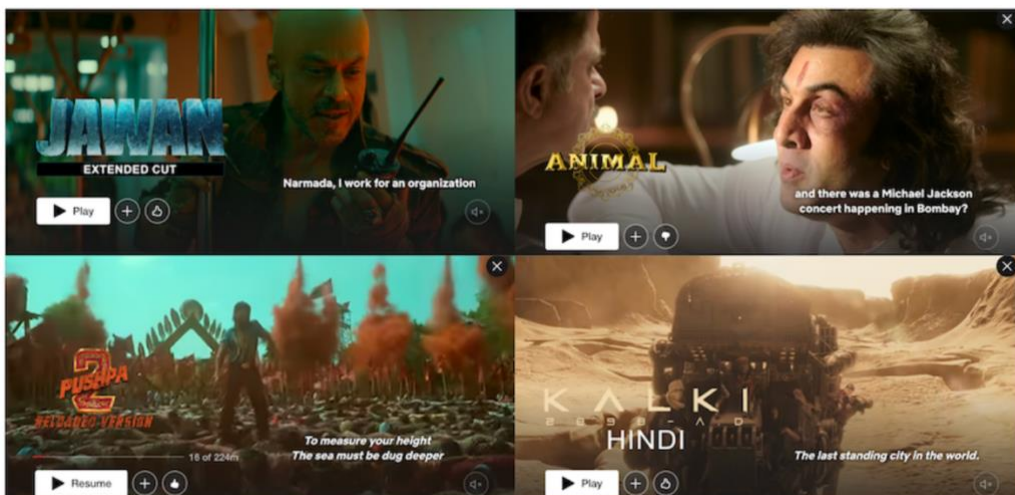 JAWAN
EXTENDED CUT
Narmada, I work for an organization
Play
ANIMAL
and there was a Michael Jackson
concert happening in Bombay?
Play
PUSHPA
2
RELOADED VERSION
16 of 224m
To measure your height
The sea must be dug deeper
Resume
KALKI
2898-AD
HINDI
The last standing city in the world.
Play